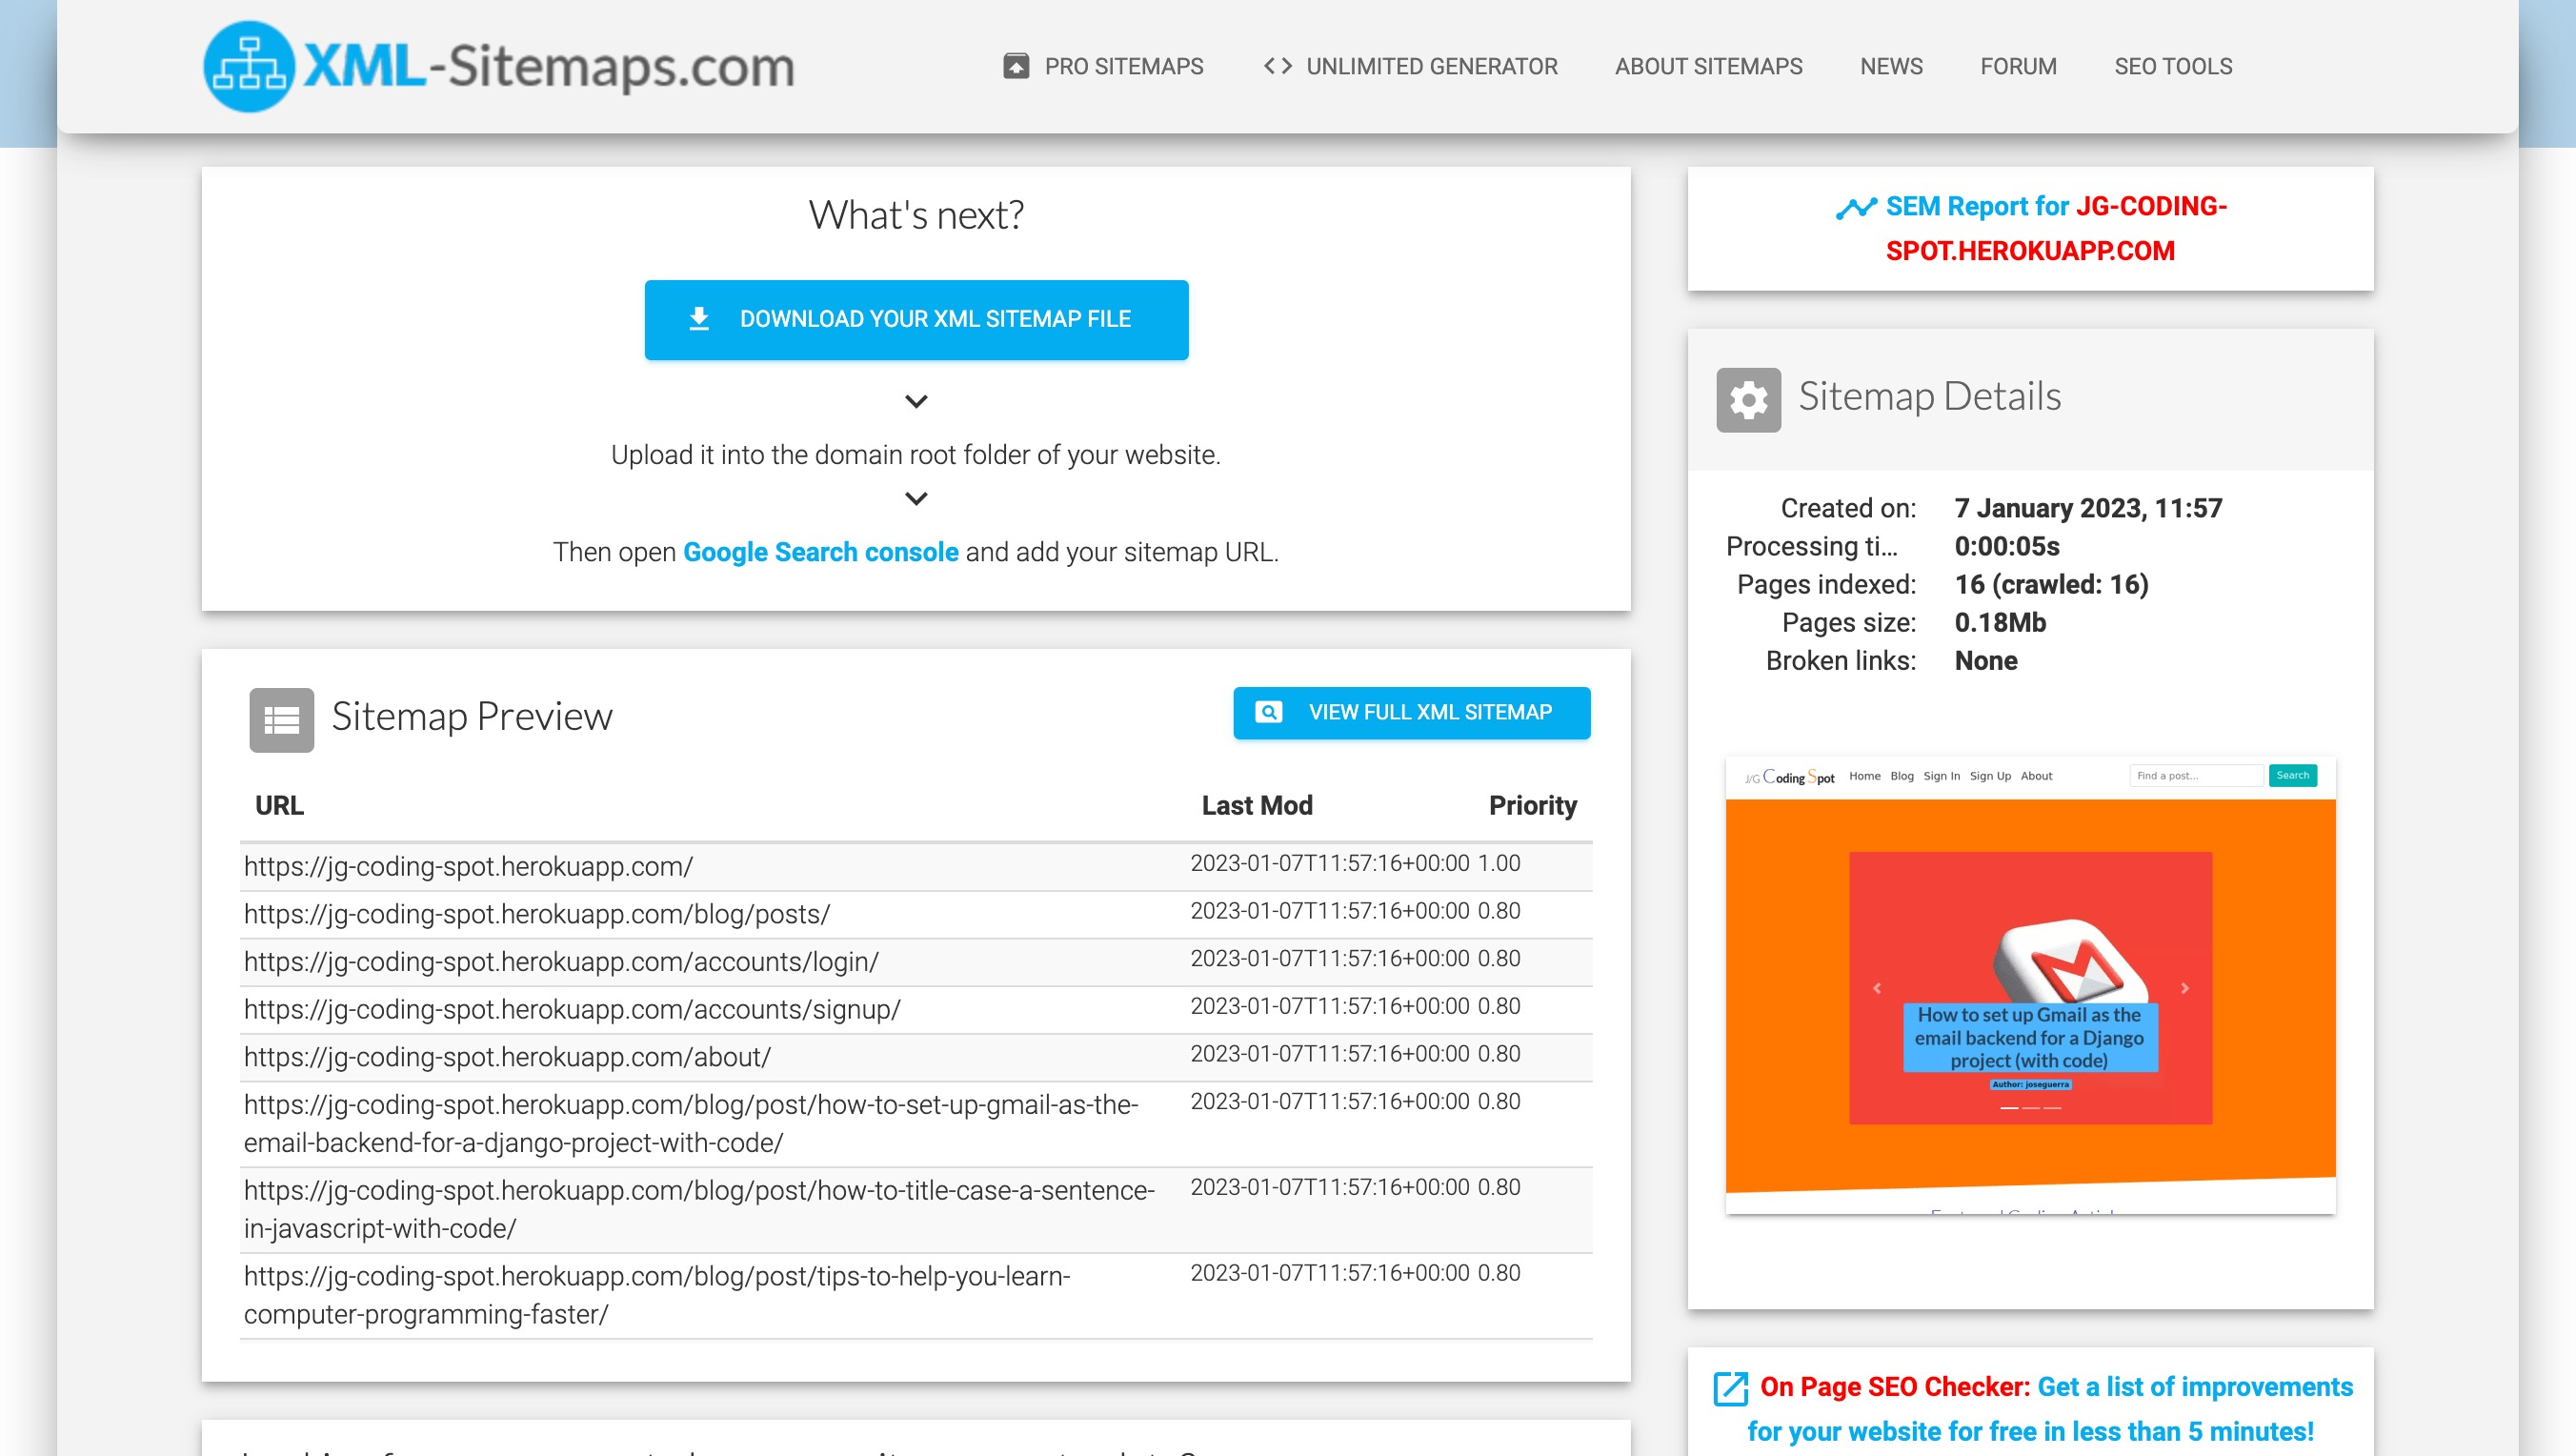 XML-Sitemaps.com
PRO SITEMAPS
UNLIMITED GENERATOR
ABOUT SITEMAPS
NEWS
FORUM
SEO TOOLS
What's next?
DOWNLOAD YOUR XML SITEMAP FILE
Upload it into the domain root folder of your website.
Then open Google Search console and add your sitemap URL.
Sitemap Preview
VIEW FULL XML SITEMAP
URL Last Mod Priority
https://jg-coding-spot.herokuapp.com/ 2023-01-07T11:57:16+00:00 1.00
https://jg-coding-spot.herokuapp.com/blog/posts/ 2023-01-07T11:57:16+00:00 0.80
https://jg-coding-spot.herokuapp.com/accounts/login/ 2023-01-07T11:57:16+00:00 0.80
https://jg-coding-spot.herokuapp.com/accounts/signup/ 2023-01-07T11:57:16+00:00 0.80
https://jg-coding-spot.herokuapp.com/about/ 2023-01-07T11:57:16+00:00 0.80
https://jg-coding-spot.herokuapp.com/blog/post/how-to-set-up-gmail-as-the- 2023-01-07T11:57:16+00:00 0.80
email-backend-for-a-django-project-with-code/
https://jg-coding-spot.herokuapp.com/blog/post/how-to-title-case-a-sentence- 2023-01-07T11:57:16+00:00 0.80
in-javascript-with-code/
https://jg-coding-spot.herokuapp.com/blog/post/tips-to-help-you-learn- 2023-01-07T11:57:16+00:00 0.80
computer-programming-faster/
SEM Report for JG-CODING-
SPOT.HEROKUAPP.COM
Sitemap Details
Created on: 7 January 2023, 11:57
Processing ti... 0:00:05s
Pages indexed: 16 (crawled: 16)
Pages size: 0.18Mb
Broken links: None
J/G Coding Spot Home Blog Sign In Sign Up About Find a post... Search
How to set up Gmail as the
email backend for a Django
project (with code)
Author: joseguerra
On Page SEO Checker: Get a list of improvements
for your website for free in less than 5 minutes!